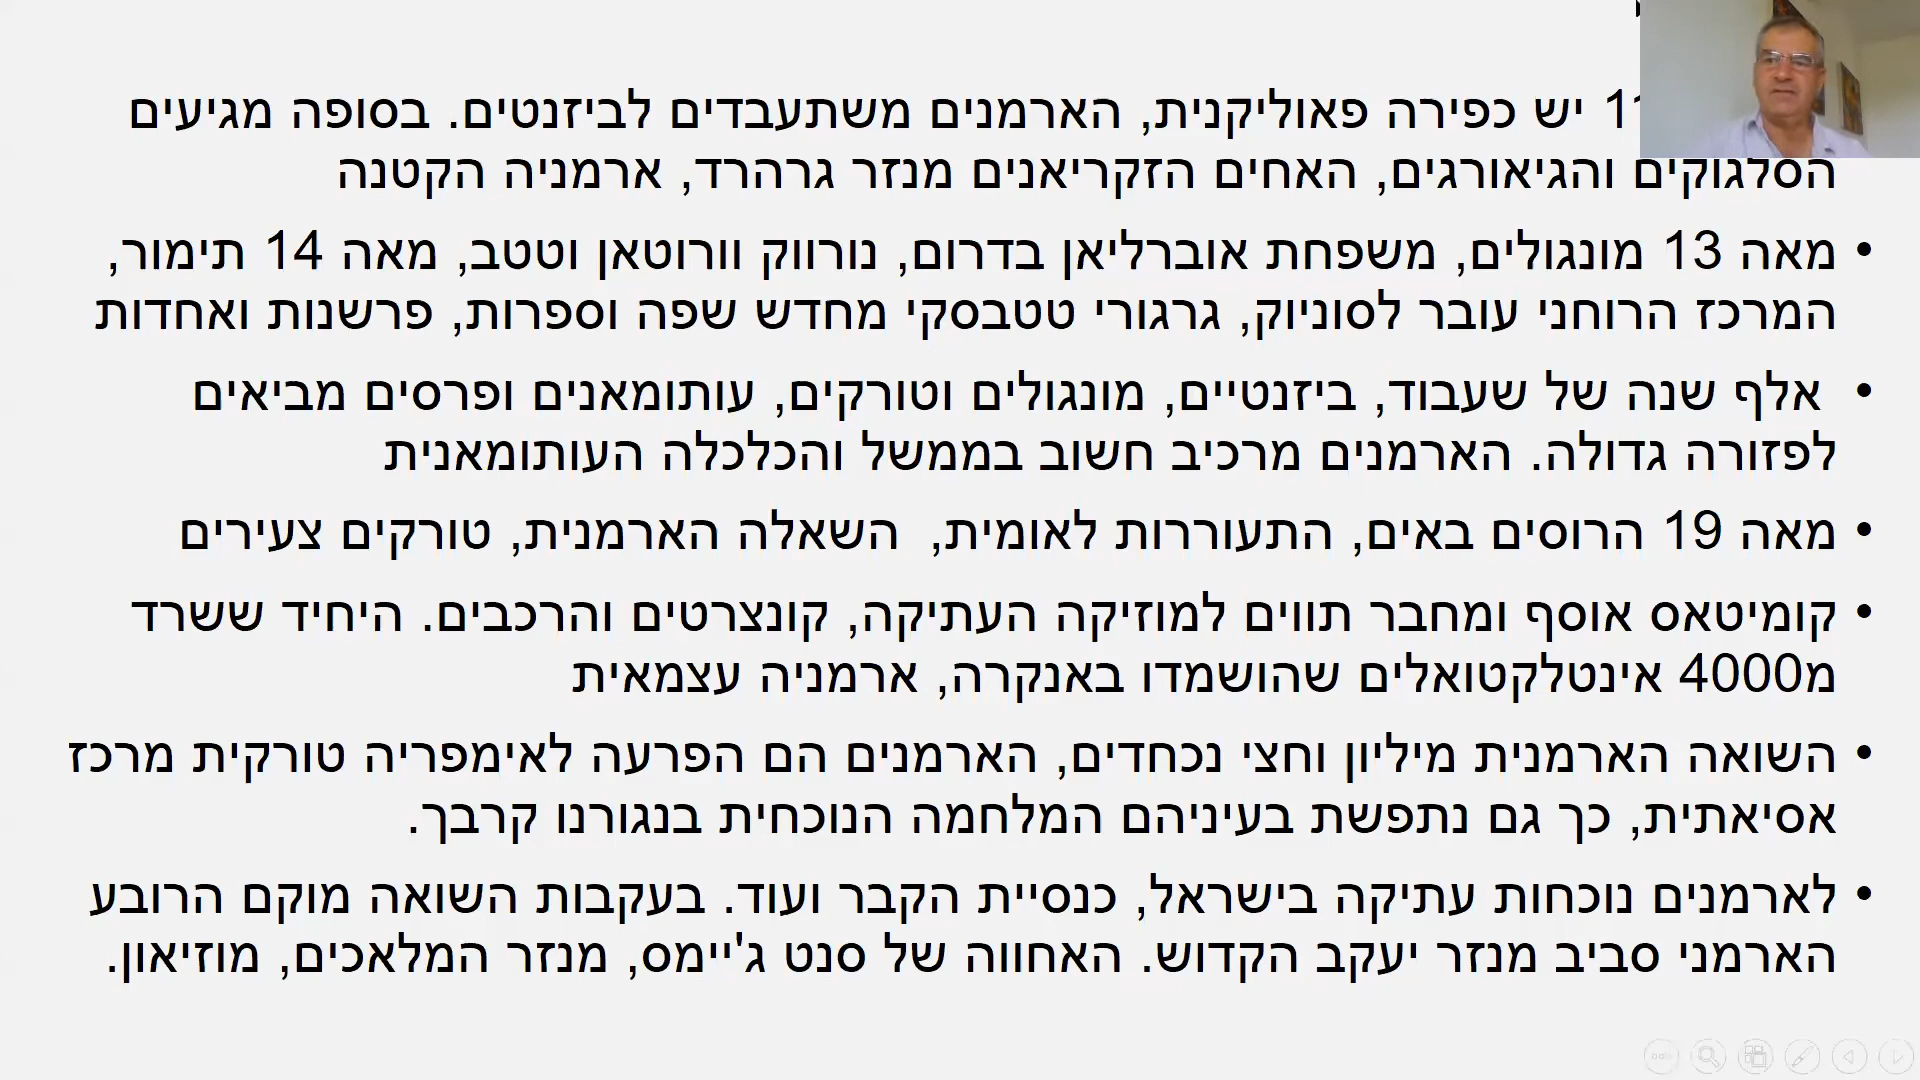 יש כפירה פאוליקנית, הארמנים משתעבדים לביזנטים. בסופה מגיעים
הסלגוקים והגיאורגים, האחים הזקריאנים מנזר גרהרד, ארמניה הקטנה
• מאה 13 מונגולים, משפחת אוברליאן בדרום, נורווק וורוטאן וטטב, מאה 14 תימור,
המרכז הרוחני עובר לסוניוק, גרגורי טטבסקי מחדש שפה וספרות, פרשנות ואחדות
• אלף שנה של שעבוד, ביזנטיים, מונגולים וטורקים, עותומאנים ופרסים מביאים
לפזורה גדולה. הארמנים מרכיב חשוב בממשל והכלכלה העותומאנית
• מאה 19 הרוסים באים, התעוררות לאומית, השאלה הארמנית, טורקים צעירים
• קומיטאס אוסף ומחבר תווים למוזיקה העתיקה, קונצרטים והרכבים. היחיד ששרד
מ4000 אינטלקטואלים שהושמדו באנקרה, ארמניה עצמאית
• השואה הארמנית מיליון וחצי נכחדים, הארמנים הם הפרעה לאימפריה טורקית מרכז
אסיאתית, כך גם נתפשת בעיניהם המלחמה הנוכחית בנגורנו קרבך.
• לארמנים נוכחות עתיקה בישראל, כנסיית הקבר ועוד. בעקבות השואה מוקם הרובע
הארמני סביב מנזר יעקב הקדוש. האחווה של סנט ג'יימס, מנזר המלאכים, מוזיאון.